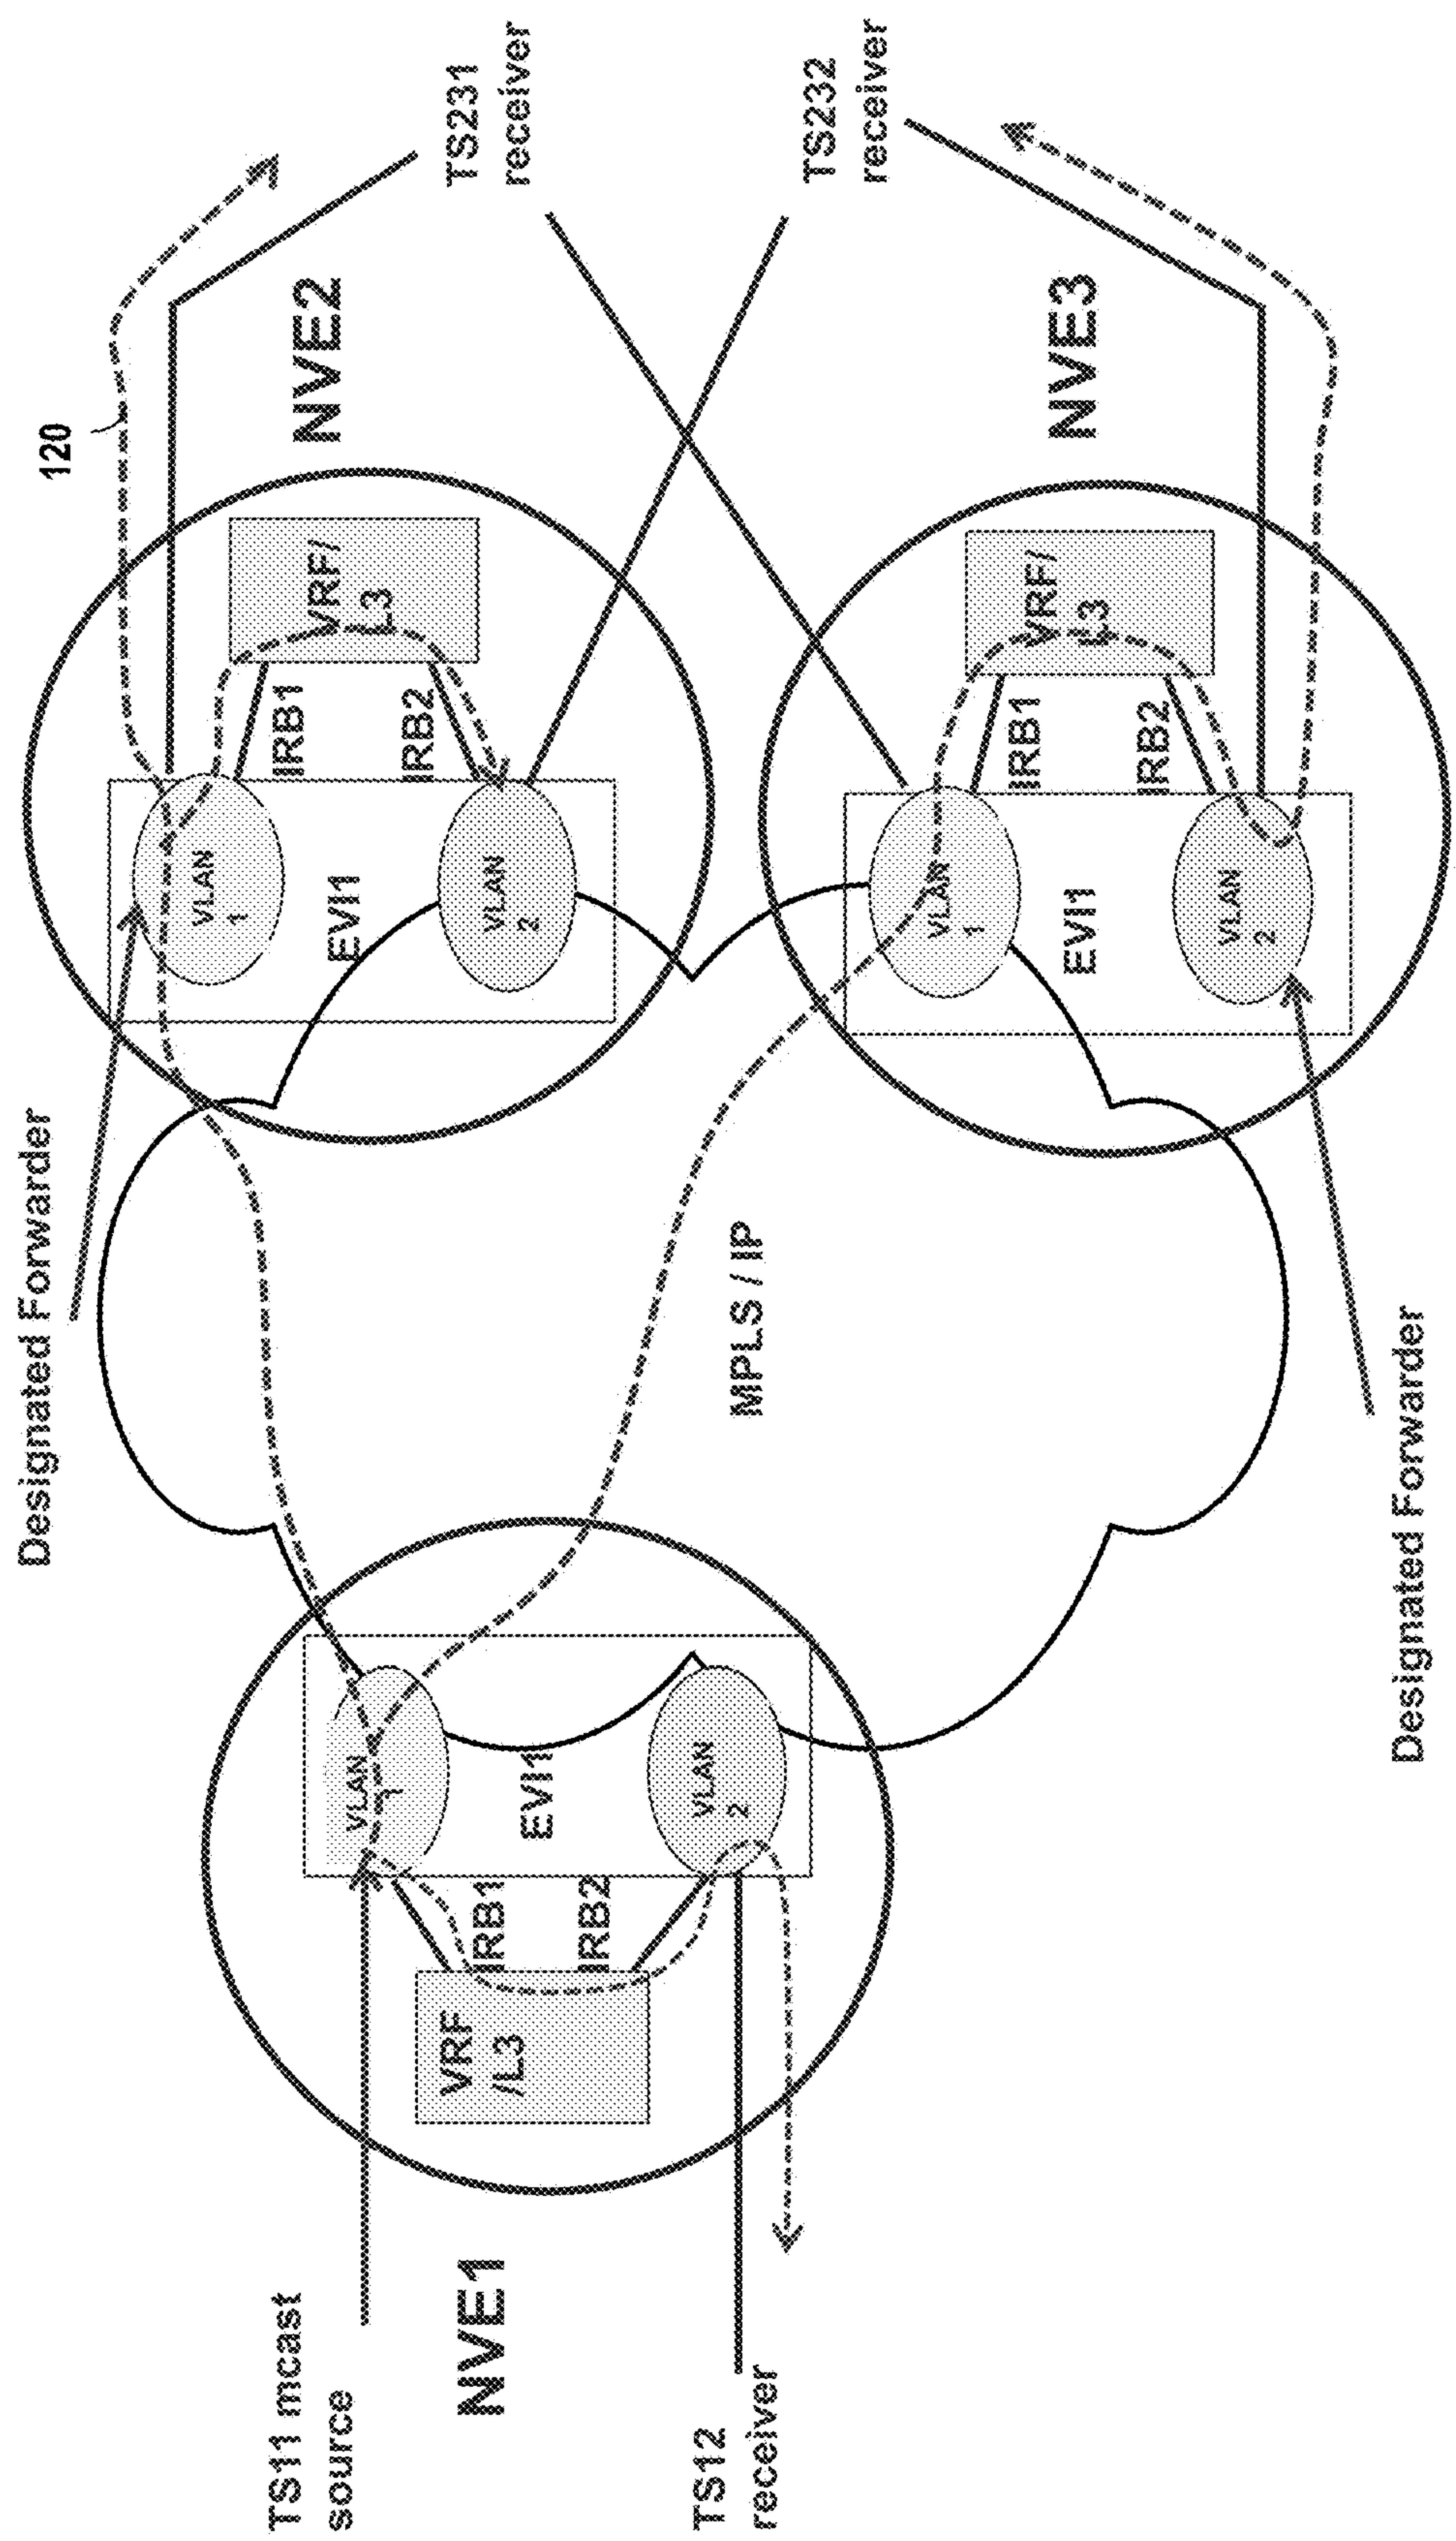 TS11 mcast
source
NVE1
TS12
receiver
VRF
/L3
IRB1
IRB2
VLAN
1
EVI1
VLAN
2
MPLS / IP
Designated Forwarder
120
VLAN
1
EVI1
VLAN
2
IRB1
IRB2
VRF/
L3
NVE2
TS231
receiver
Designated Forwarder
VLAN
1
EVI1
VLAN
2
IRB1
IRB2
VRF/
L3
NVE3
TS232
receiver